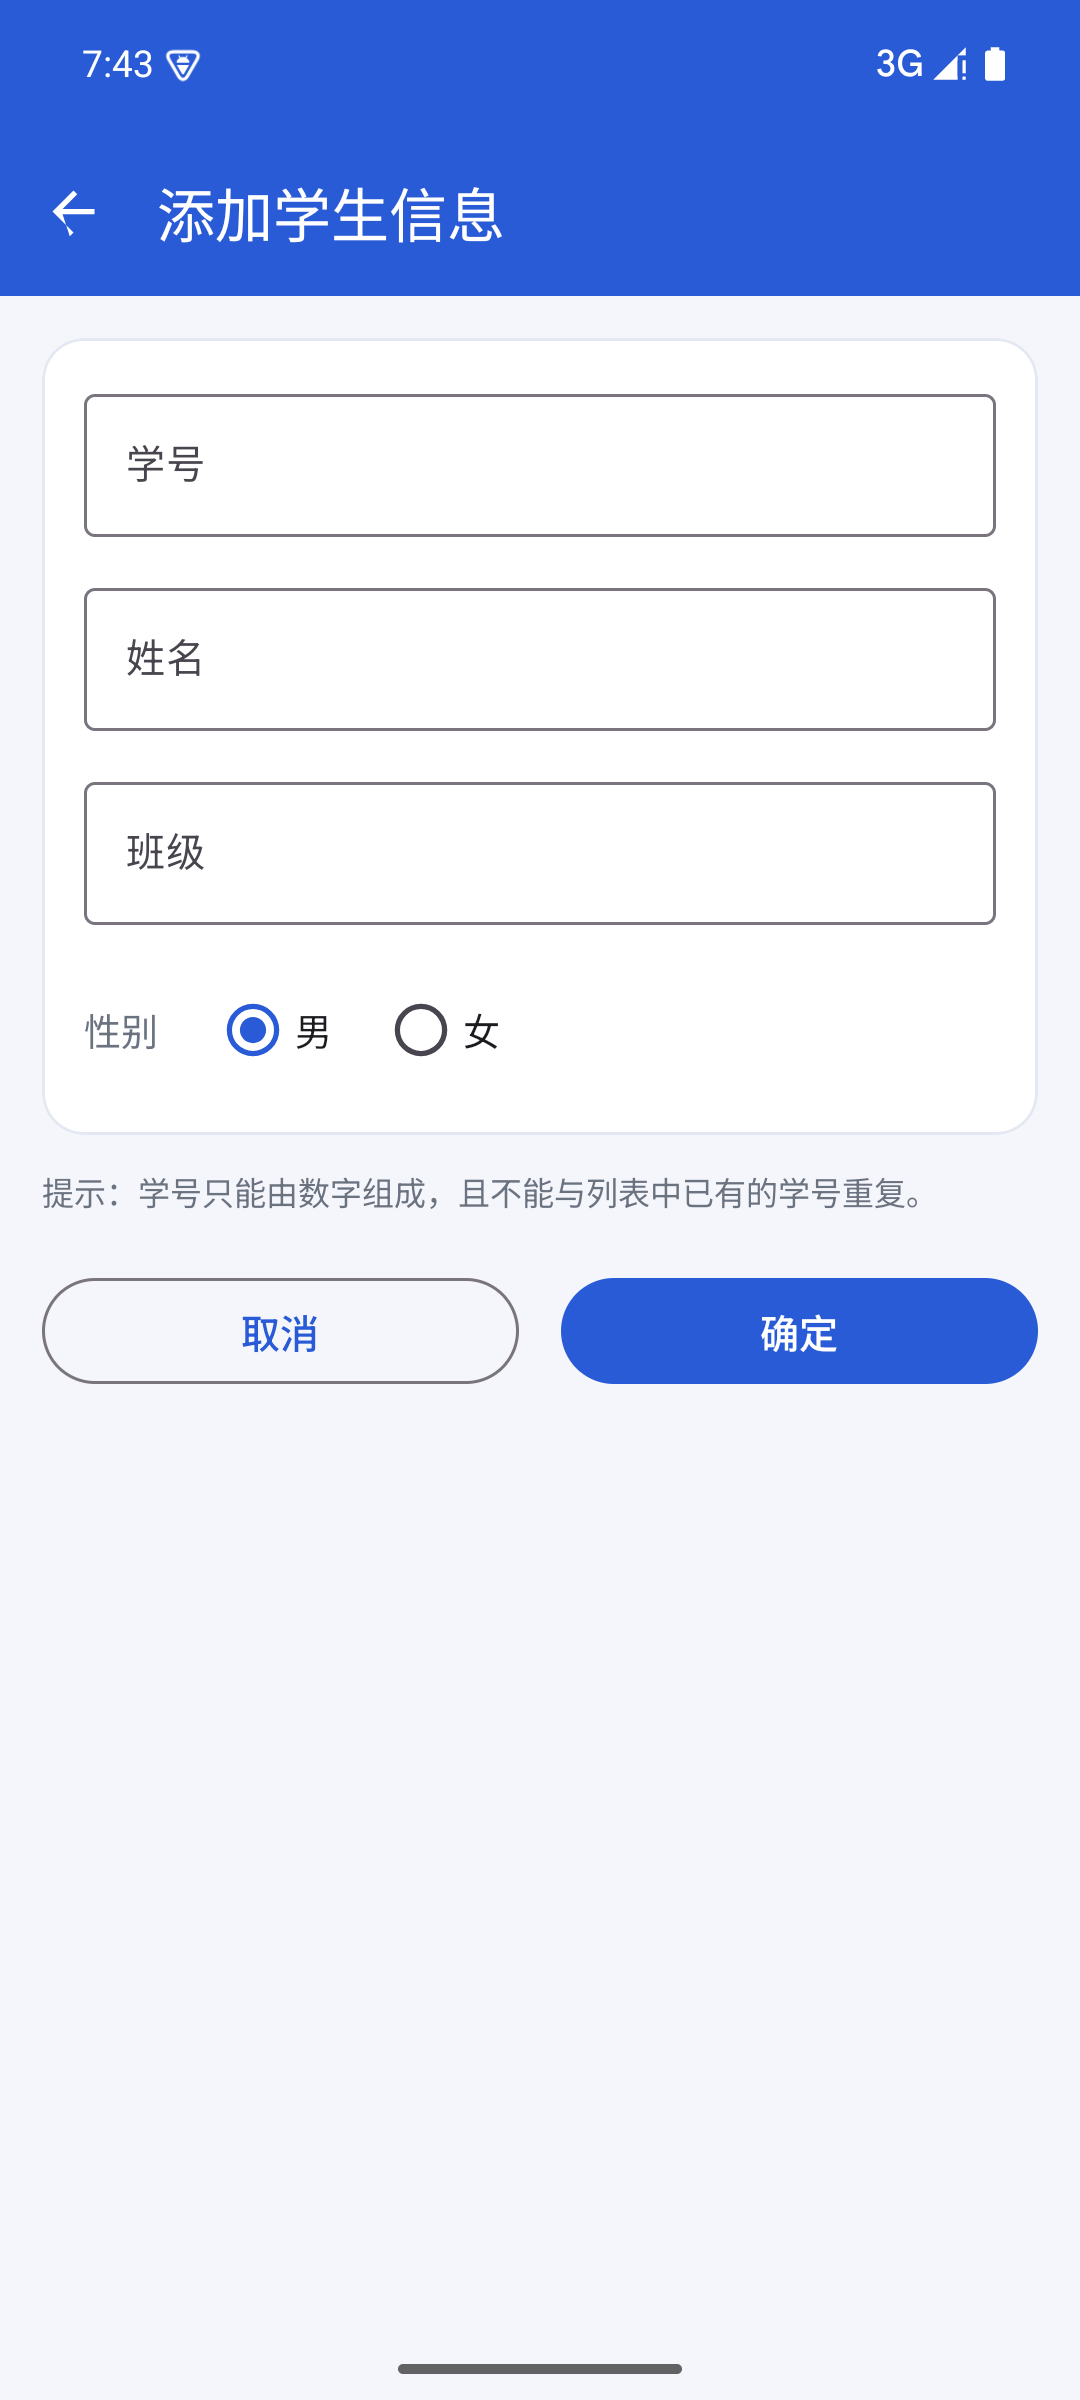 7:43 3G
添加学生信息
学号
姓名
班级
性别 男 女
提示：学号只能由数字组成，且不能与列表中已有的学号重复。
取消 确定